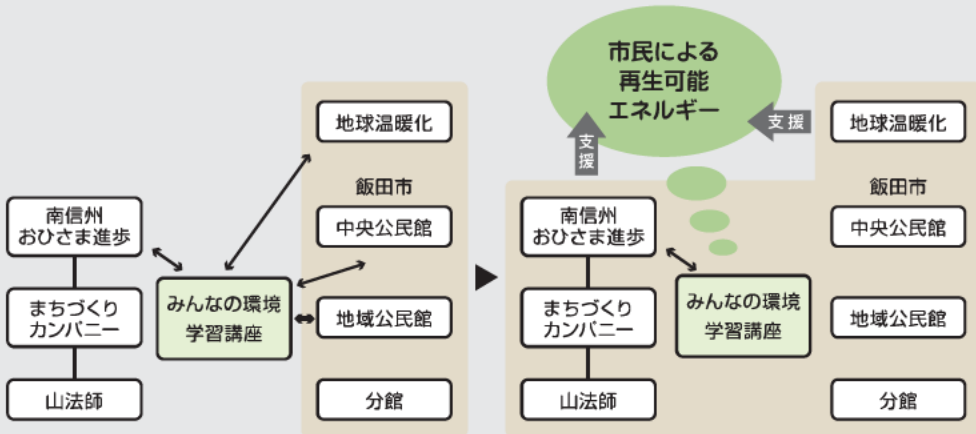 地球温暖化
飯田市
中央公民館
南信州
おひさま進歩
まちづくり
カンパニー
みんなの環境
学習講座
地域公民館
山法師
分館
市民による
再生可能
エネルギー
支援
支援
地球温暖化
飯田市
南信州
おひさま進歩
中央公民館
まちづくり
カンパニー
みんなの環境
学習講座
地域公民館
山法師
分館